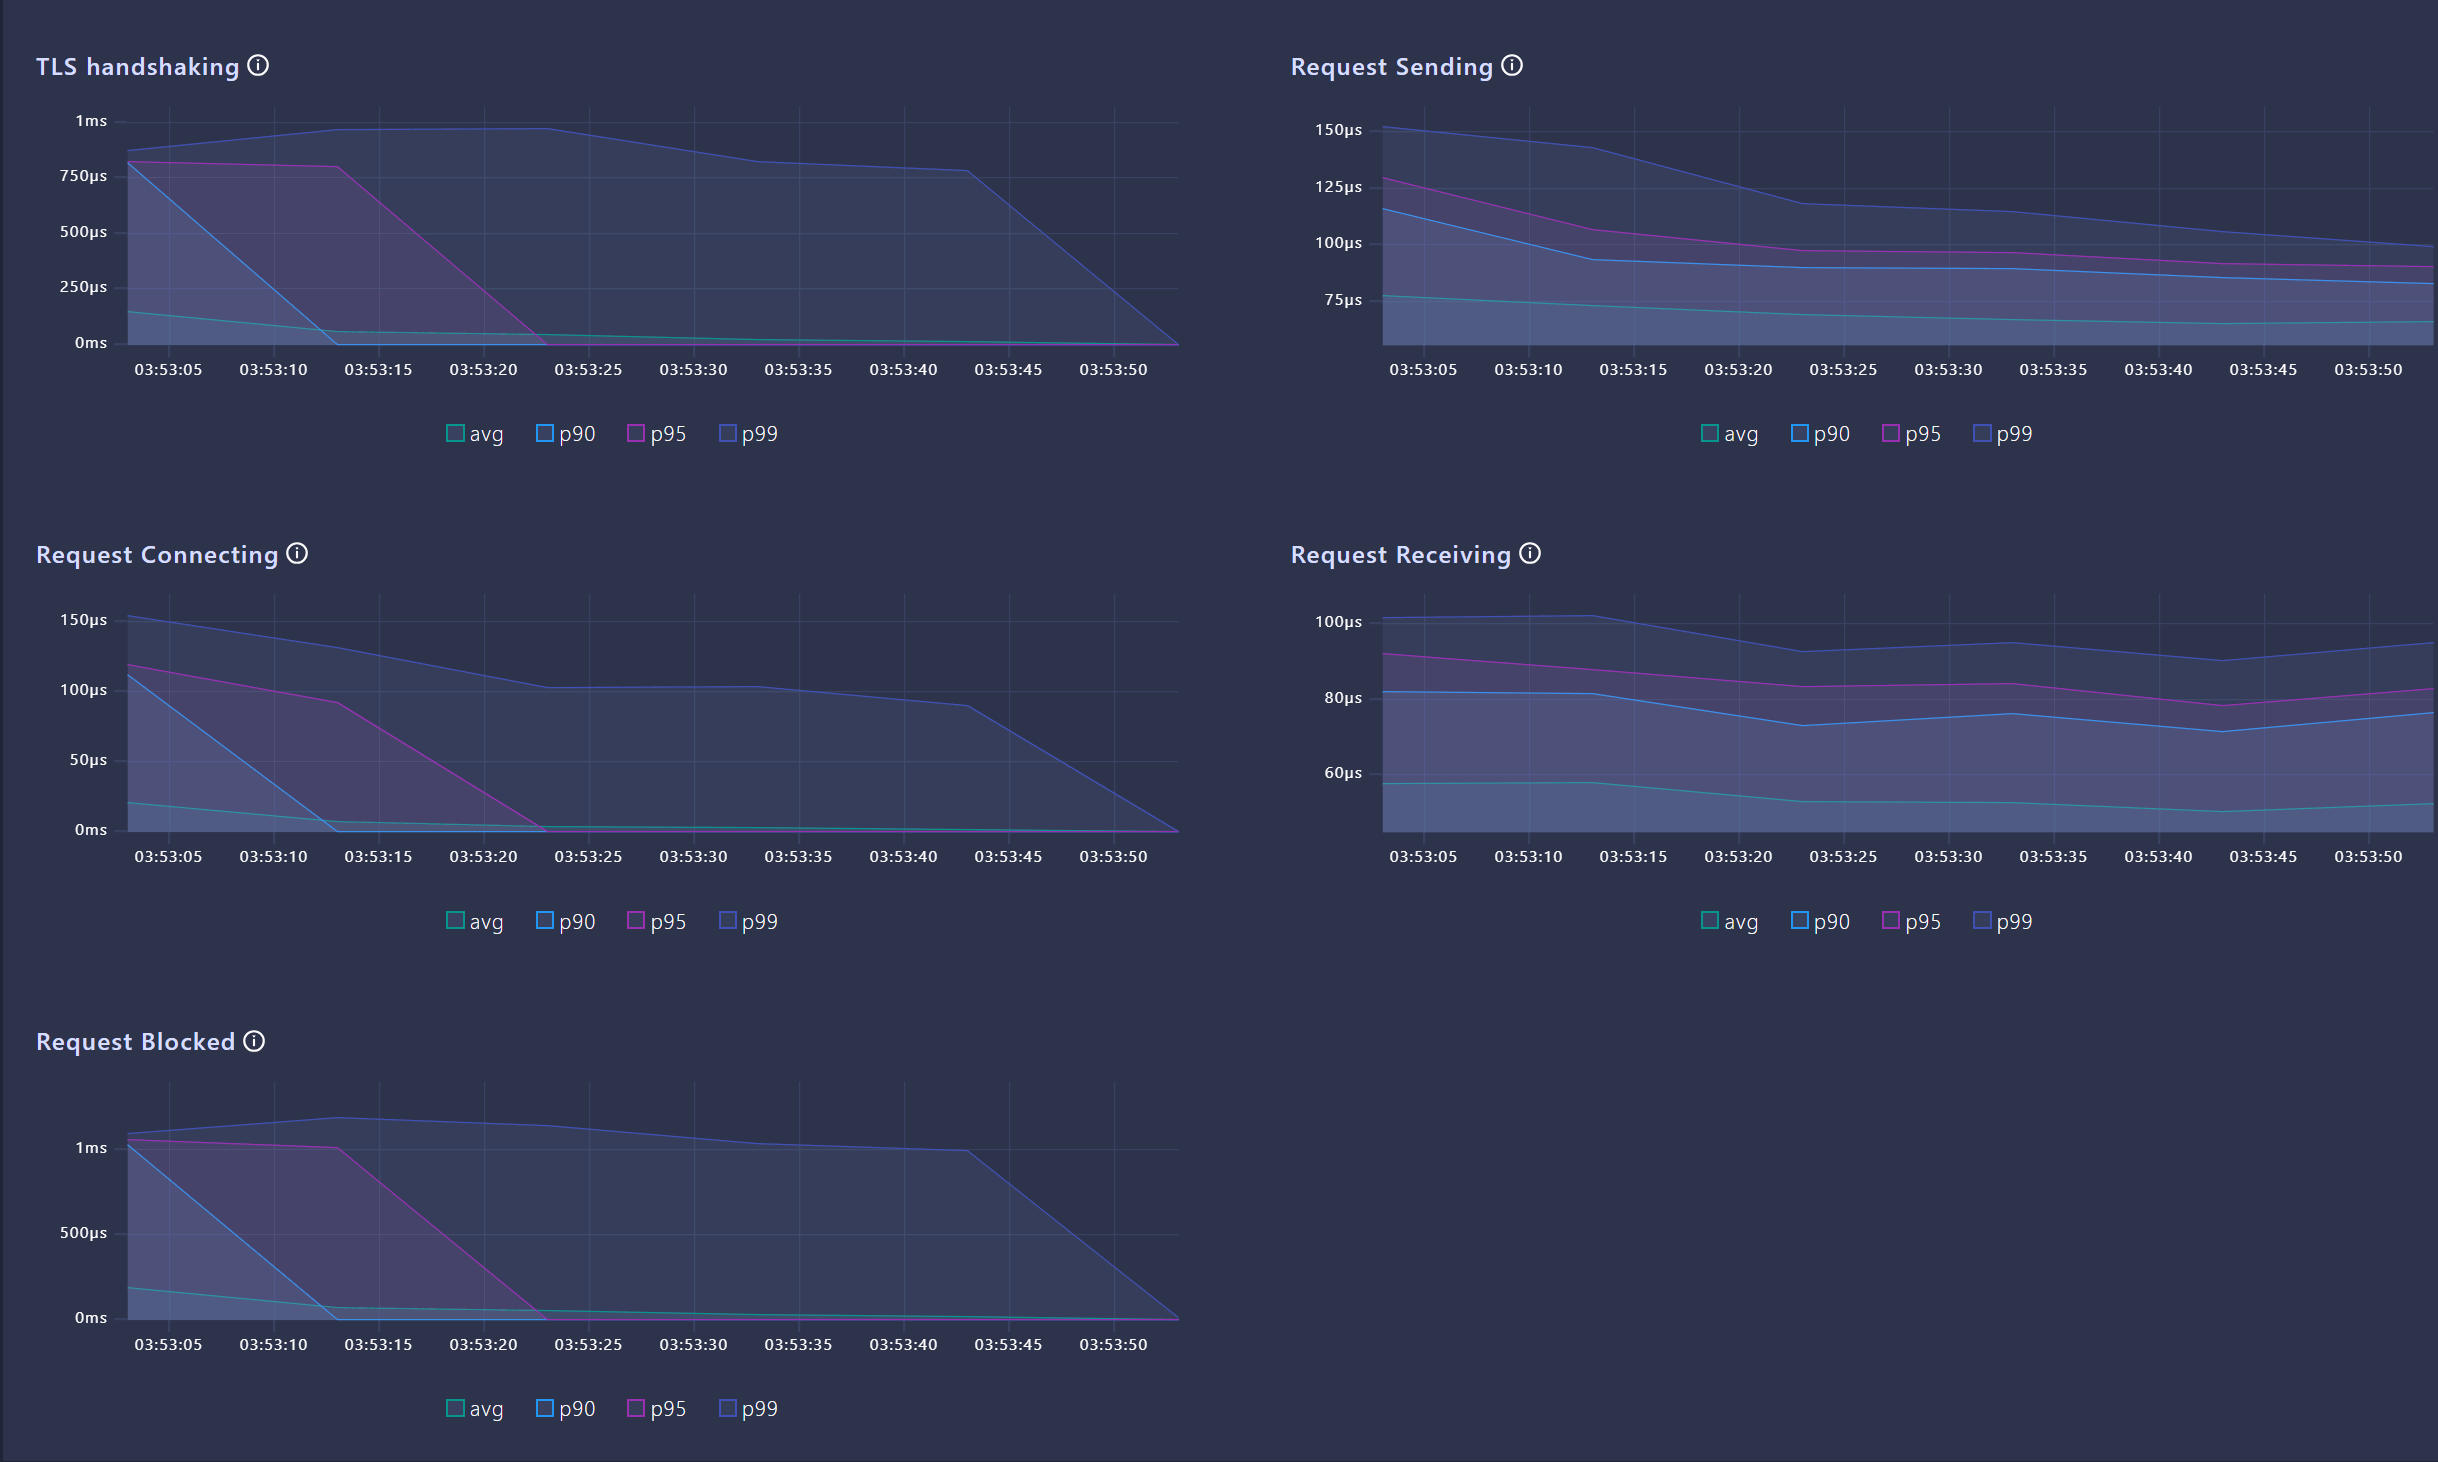 TLS handshaking
1ms
750µs
500µs
250µs
0ms
03:53:05 03:53:10 03:53:15 03:53:20 03:53:25 03:53:30 03:53:35 03:53:40 03:53:45 03:53:50
avg p90 p95 p99
Request Sending
150µs
125µs
100µs
75µs
03:53:05 03:53:10 03:53:15 03:53:20 03:53:25 03:53:30 03:53:35 03:53:40 03:53:45 03:53:50
avg p90 p95 p99
Request Connecting
150µs
100µs
50µs
0ms
03:53:05 03:53:10 03:53:15 03:53:20 03:53:25 03:53:30 03:53:35 03:53:40 03:53:45 03:53:50
avg p90 p95 p99
Request Receiving
100µs
80µs
60µs
03:53:05 03:53:10 03:53:15 03:53:20 03:53:25 03:53:30 03:53:35 03:53:40 03:53:45 03:53:50
avg p90 p95 p99
Request Blocked
1ms
500µs
0ms
03:53:05 03:53:10 03:53:15 03:53:20 03:53:25 03:53:30 03:53:35 03:53:40 03:53:45 03:53:50
avg p90 p95 p99